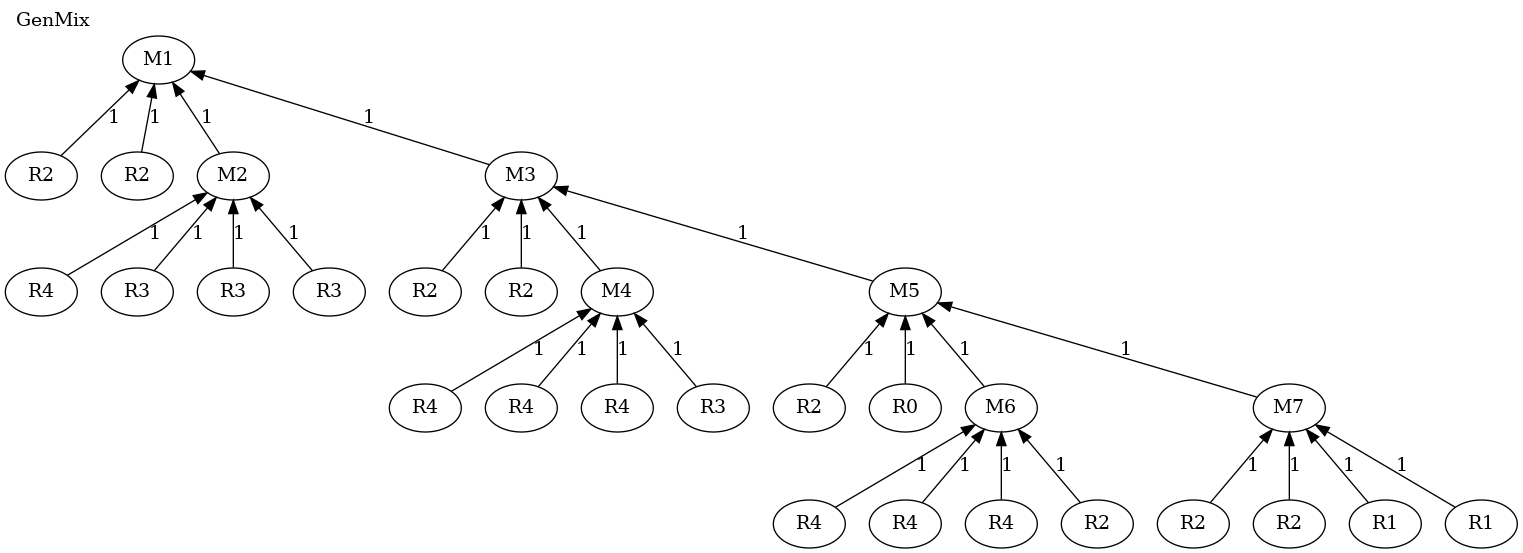 GenMix
M1
1 1 1 1
R2 R2 M2 M3
1 1 1 1 1 1 1 1
R4 R3 R3 R3 R2 R2 M4 M5
1 1 1 1 1 1 1 1
R4 R4 R4 R3 R2 R0 M6 M7
1 1 1 1 1 1 1 1
R4 R4 R4 R2 R2 R2 R1 R1